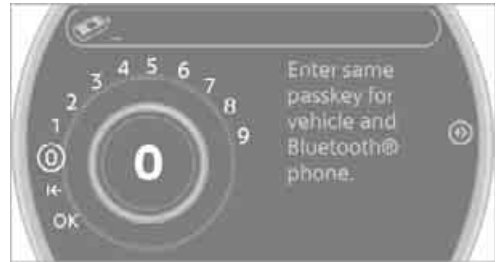 Enter same
passkey for
vehicle and
Bluetooth®
phone.
0
1
2
3
4
5
6
7
8
9
0
OK